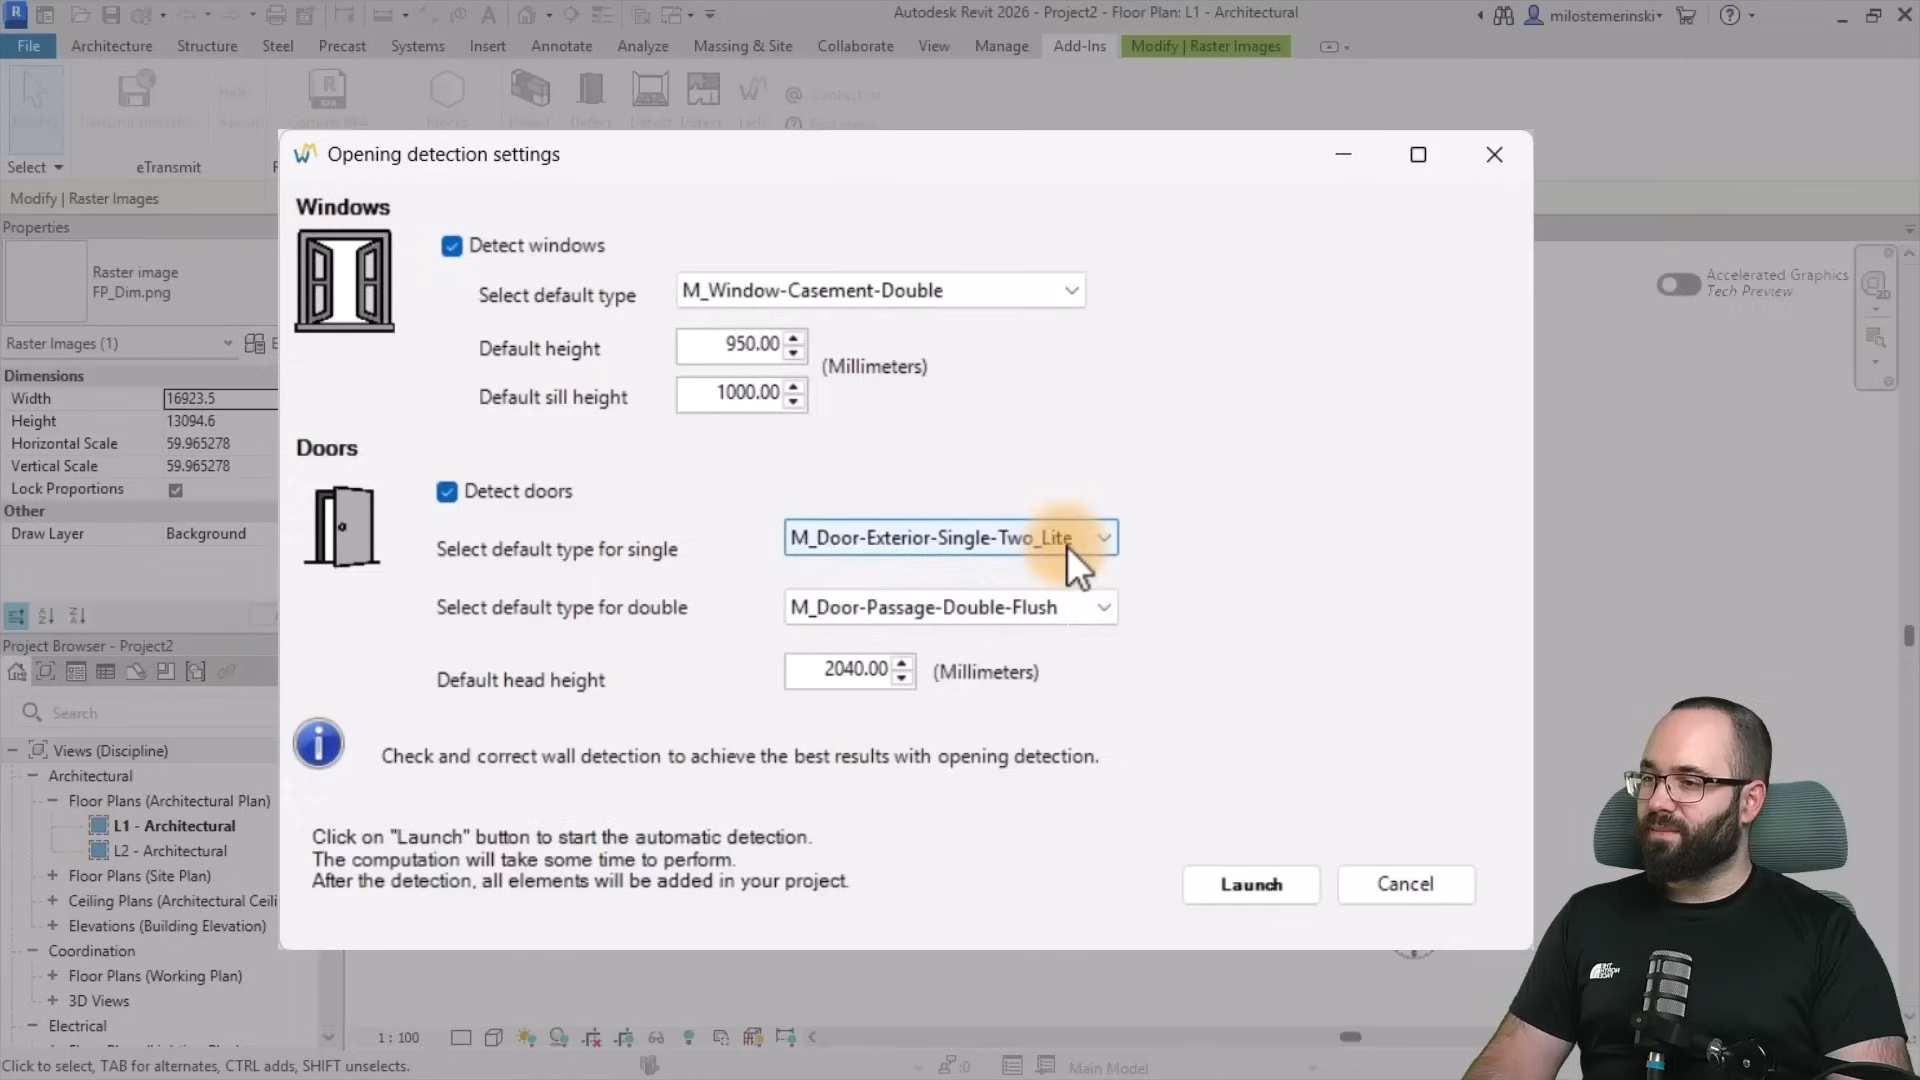 Autodesk Revit 2026 - Project2 - Floor Plan: L1 - Architectural
milostemerinski
File
Architecture
Structure
Steel
Precast
Systems
Insert
Annotate
Analyze
Massing & Site
Collaborate
View
Manage
Add-Ins
Modify | Raster Images
Modify
Transmit
Help
About
Select
eTransmit
Modify | Raster Images
Properties
Raster image
FP_Dim.png
Raster Images (1)
Dimensions
Width 16923.5
Height 13094.6
Horizontal Scale 59.965278
Vertical Scale 59.965278
Lock Proportions
Other
Draw Layer Background
Project Browser - Project2
Search
Views (Discipline)
Architectural
Floor Plans (Architectural Plan)
L1 - Architectural
L2 - Architectural
Floor Plans (Site Plan)
Ceiling Plans (Architectural Ceili
Elevations (Building Elevation)
Coordination
Floor Plans (Working Plan)
3D Views
Electrical
Click to select, TAB for alternates, CTRL adds, SHIFT unselects.
1 : 100
:0
Main Model
Accelerated Graphics
Tech Preview
Opening detection settings
Windows
Detect windows
Select default type M_Window-Casement-Double
Default height 950.00
(Millimeters)
Default sill height 1000.00
Doors
Detect doors
Select default type for single M_Door-Exterior-Single-Two_Lite
Select default type for double M_Door-Passage-Double-Flush
Default head height 2040.00 (Millimeters)
Check and correct wall detection to achieve the best results with opening detection.
Click on "Launch" button to start the automatic detection.
The computation will take some time to perform.
After the detection, all elements will be added in your project.
Launch
Cancel
THE
NORTH
FACE